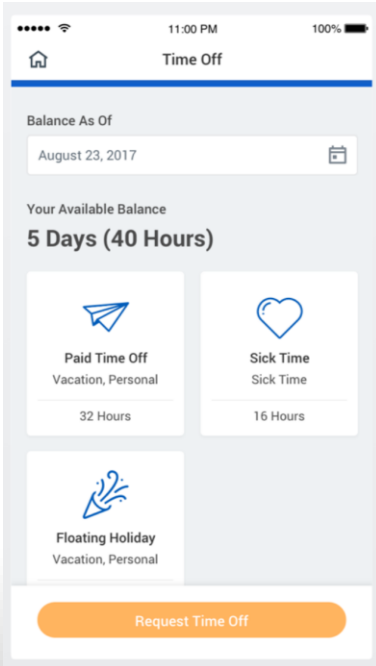 11:00 PM 100%
Time Off
Balance As Of
August 23, 2017
Your Available Balance
5 Days (40 Hours)
Paid Time Off
Vacation, Personal
32 Hours
Sick Time
Sick Time
16 Hours
Floating Holiday
Vacation, Personal
Request Time Off